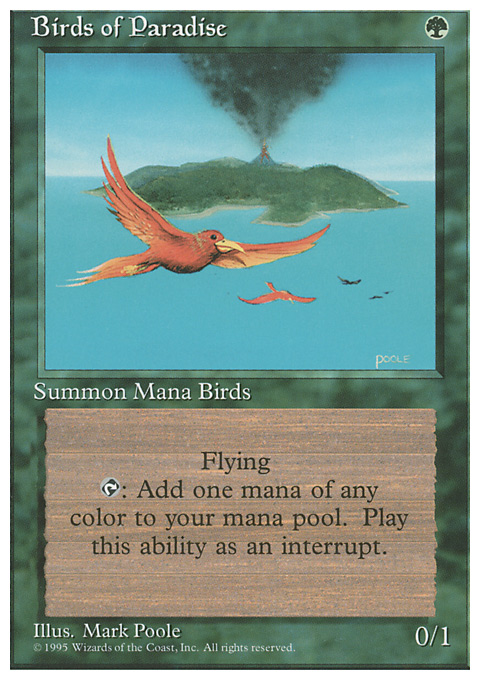 Birds of Paradise
POOLE
Summon Mana Birds
Flying
: Add one mana of any
color to your mana pool. Play
this ability as an interrupt.
Illus. Mark Poole
0/1
© 1995 Wizards of the Coast, Inc. All rights reserved.